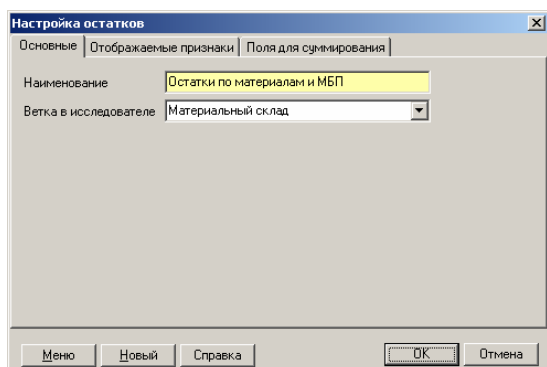 Настройка остатков
Основные Отображаемые признаки Поля для суммирования
Наименование Остатки по материалам и МБП
Ветка в исследователе Материальный склад
Меню Новый Справка OK Отмена